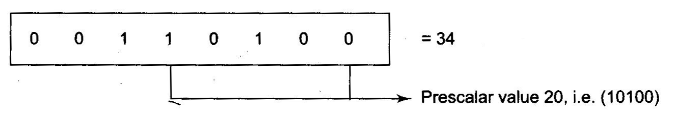 0 0 1 1 0 1 0 0 = 34
Prescalar value 20, i.e. (10100)